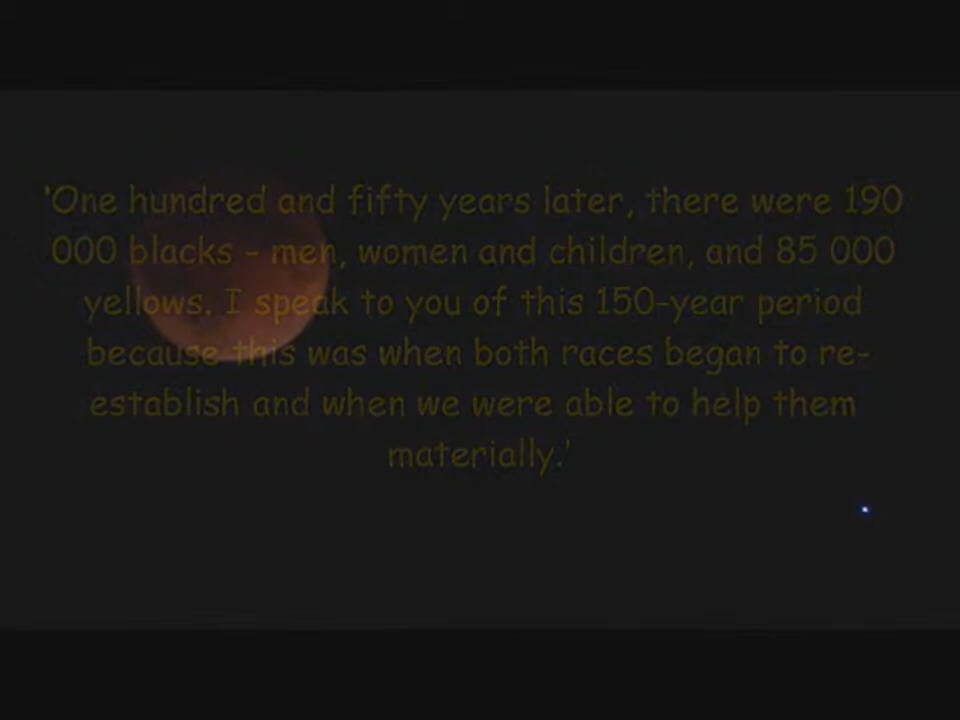 'One hundred and fifty years later, there were 190
000 blacks - men, women and children, and 85 000
yellows. I speak to you of this 150-year period
because this was when both races began to re-
establish and when we were able to help them
materially.'